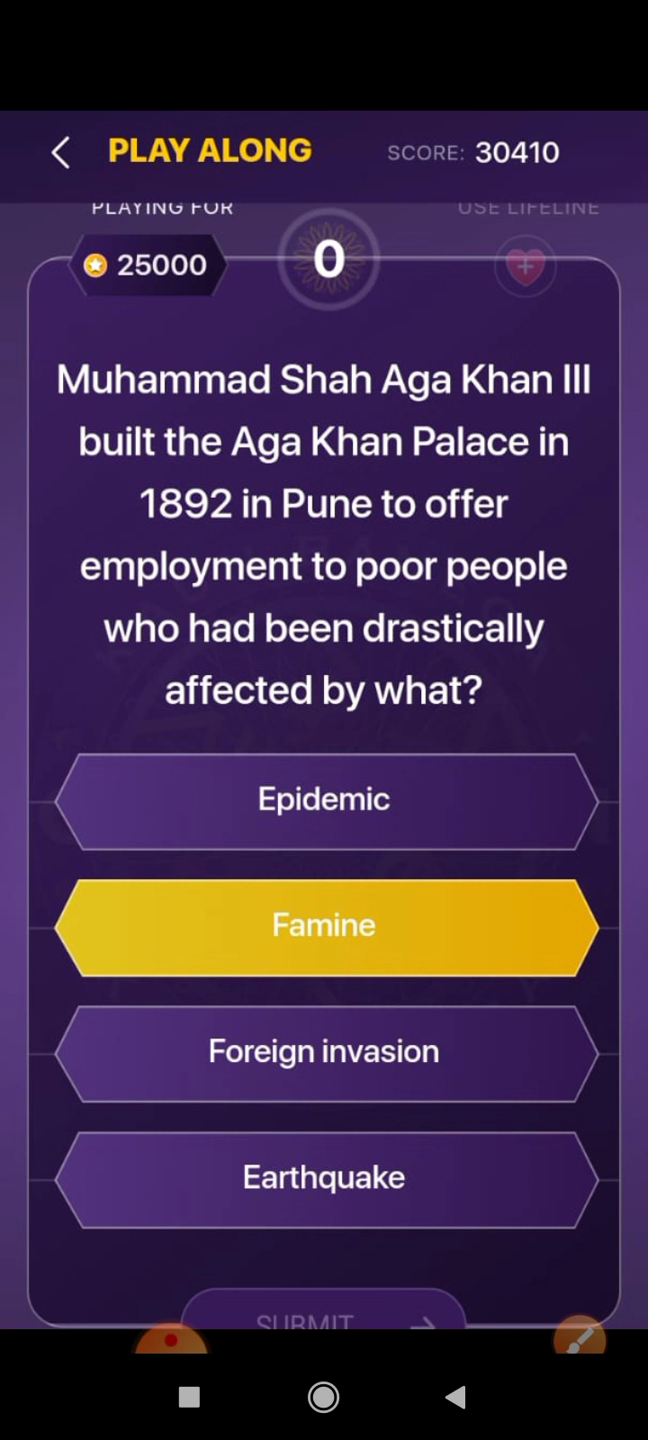 PLAY ALONG SCORE: 30410
PLAYING FOR USE LIFELINE
25000 0
Muhammad Shah Aga Khan III
built the Aga Khan Palace in
1892 in Pune to offer
employment to poor people
who had been drastically
affected by what?
Epidemic
Famine
Foreign invasion
Earthquake
SUBMIT